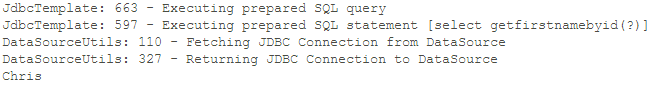 JdbcTemplate: 663 - Executing prepared SQL query
JdbcTemplate: 597 - Executing prepared SQL statement [select getfirstnamebyid(?)]
DataSourceUtils: 110 - Fetching JDBC Connection from DataSource
DataSourceUtils: 327 - Returning JDBC Connection to DataSource
Chris